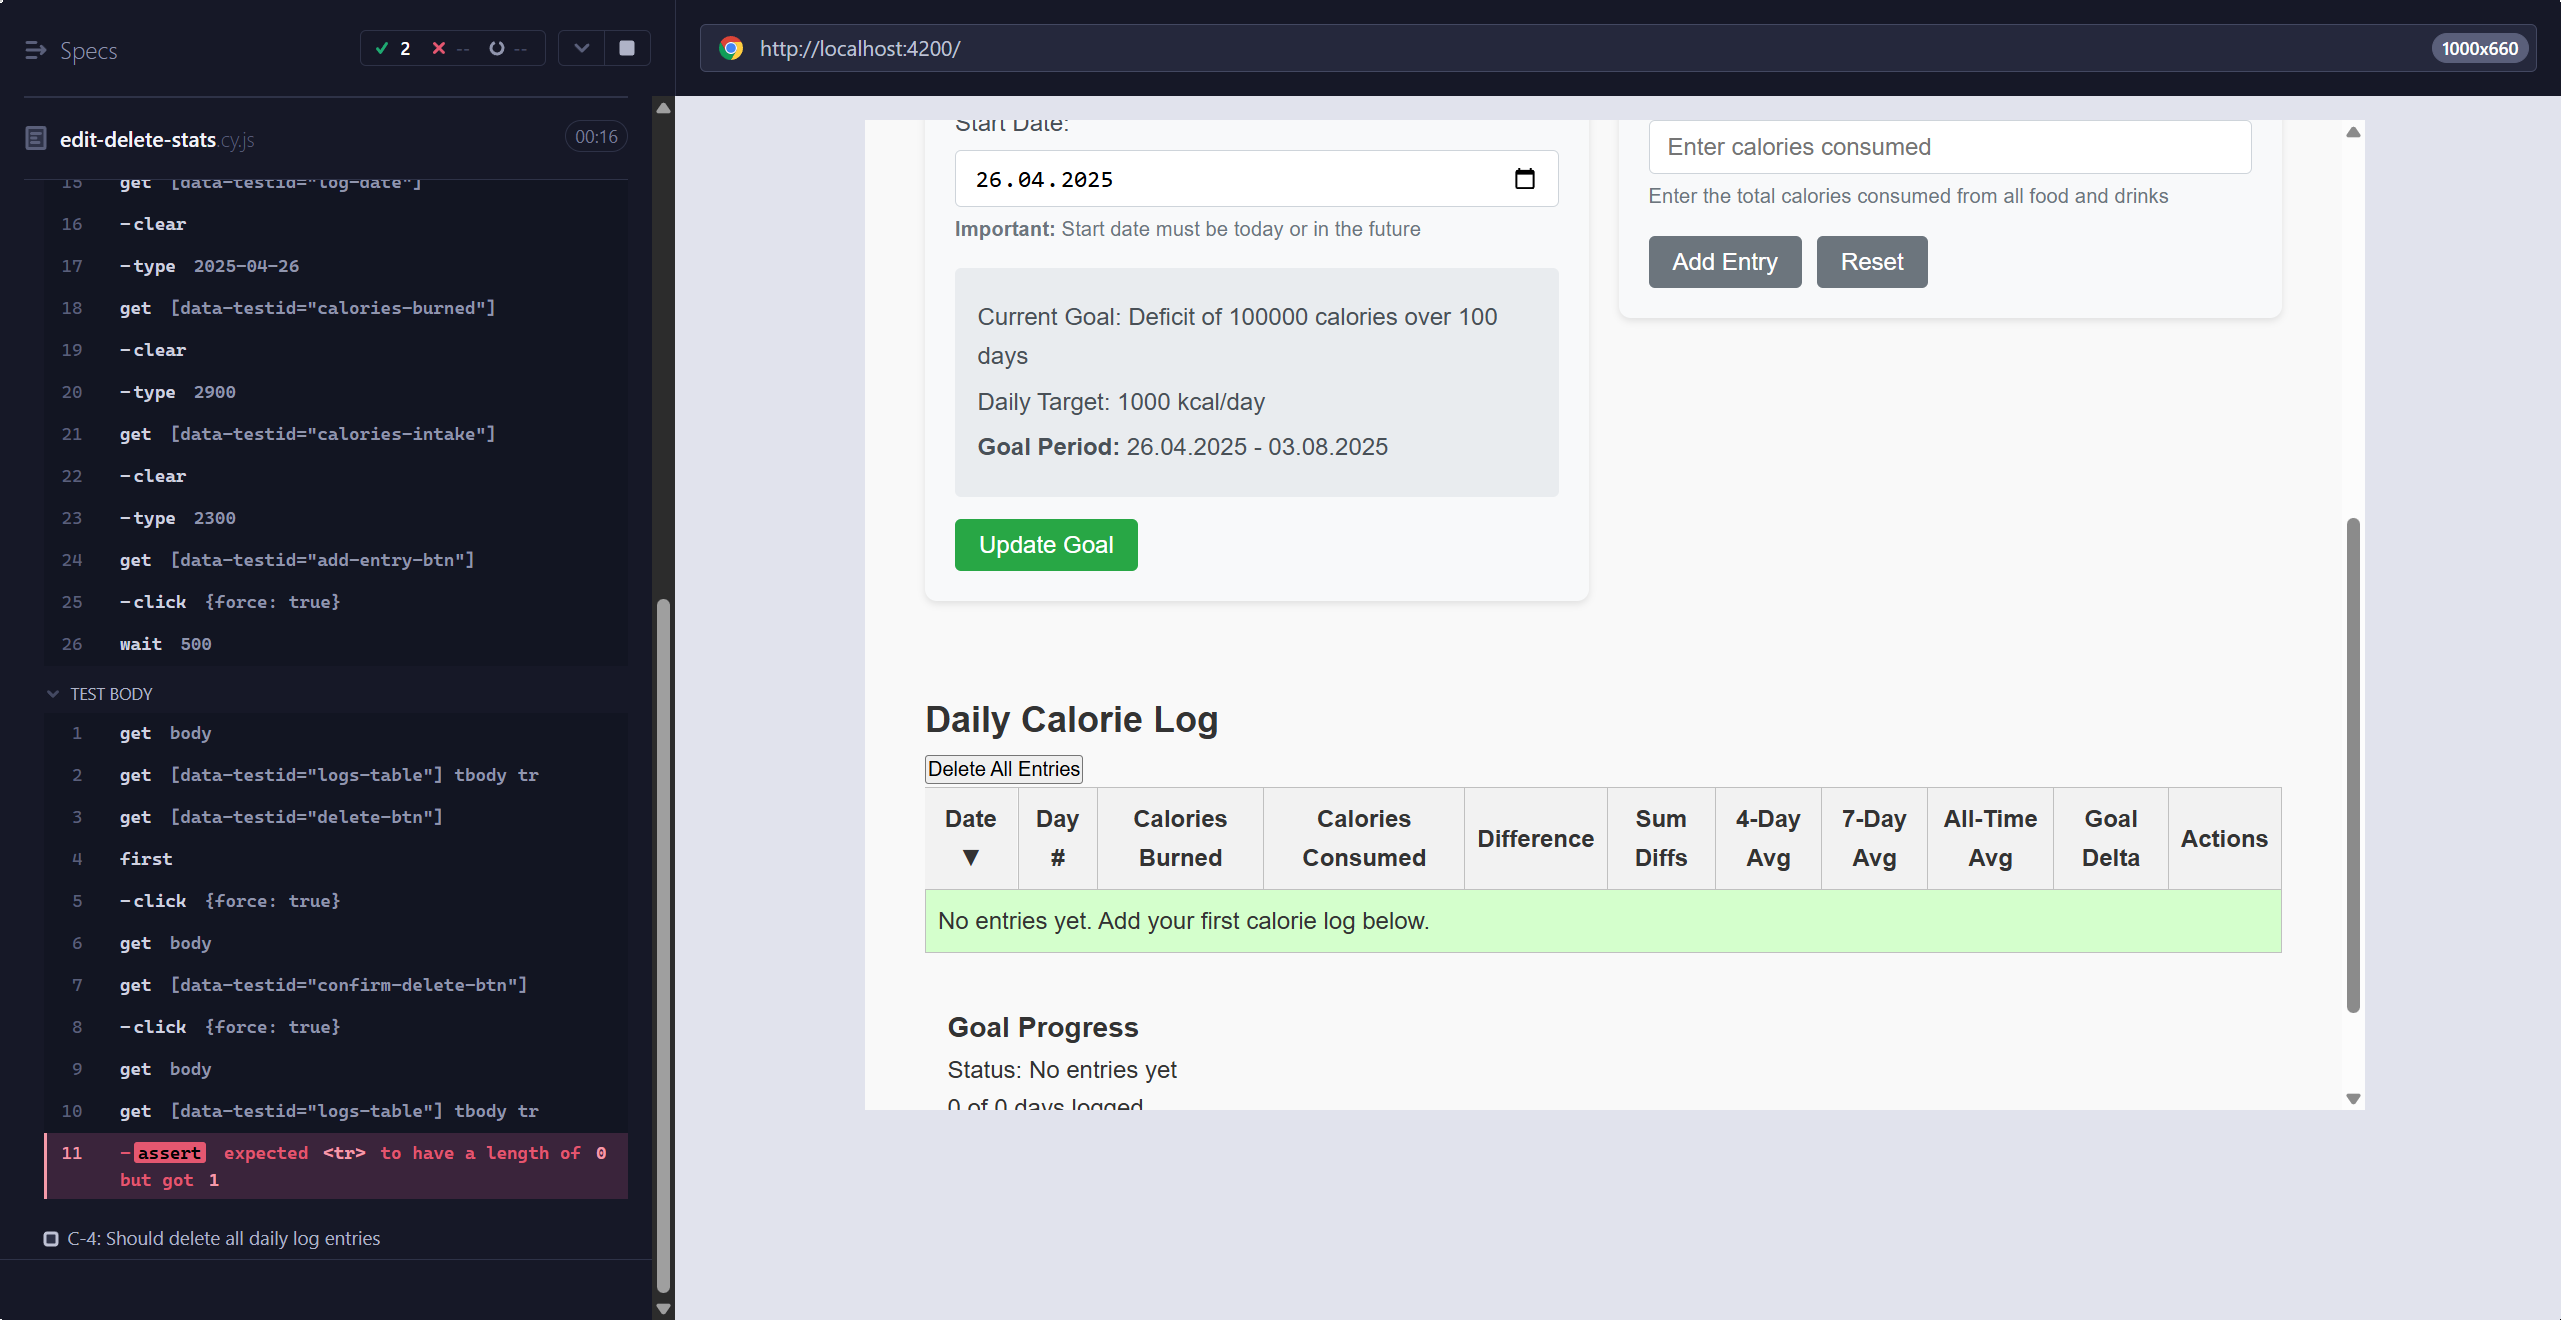 Specs
2
--
--
http://localhost:4200/
1000x660
edit-delete-stats.cy.js
00:16
15 get [data-testid="log-date"]
16 -clear
17 -type 2025-04-26
18 get [data-testid="calories-burned"]
19 -clear
20 -type 2900
21 get [data-testid="calories-intake"]
22 -clear
23 -type 2300
24 get [data-testid="add-entry-btn"]
25 -click {force: true}
26 wait 500
TEST BODY
1 get body
2 get [data-testid="logs-table"] tbody tr
3 get [data-testid="delete-btn"]
4 first
5 -click {force: true}
6 get body
7 get [data-testid="confirm-delete-btn"]
8 -click {force: true}
9 get body
10 get [data-testid="logs-table"] tbody tr
11 -assert expected <tr> to have a length of 0
but got 1
C-4: Should delete all daily log entries
Start Date:
26.04.2025
Important: Start date must be today or in the future
Current Goal: Deficit of 100000 calories over 100
days
Daily Target: 1000 kcal/day
Goal Period: 26.04.2025 - 03.08.2025
Update Goal
Enter calories consumed
Enter the total calories consumed from all food and drinks
Add Entry Reset
Daily Calorie Log
Delete All Entries
Date ▼
Day #
Calories Burned
Calories Consumed
Difference
Sum Diffs
4-Day Avg
7-Day Avg
All-Time Avg
Goal Delta
Actions
No entries yet. Add your first calorie log below.
Goal Progress
Status: No entries yet
0 of 0 days logged